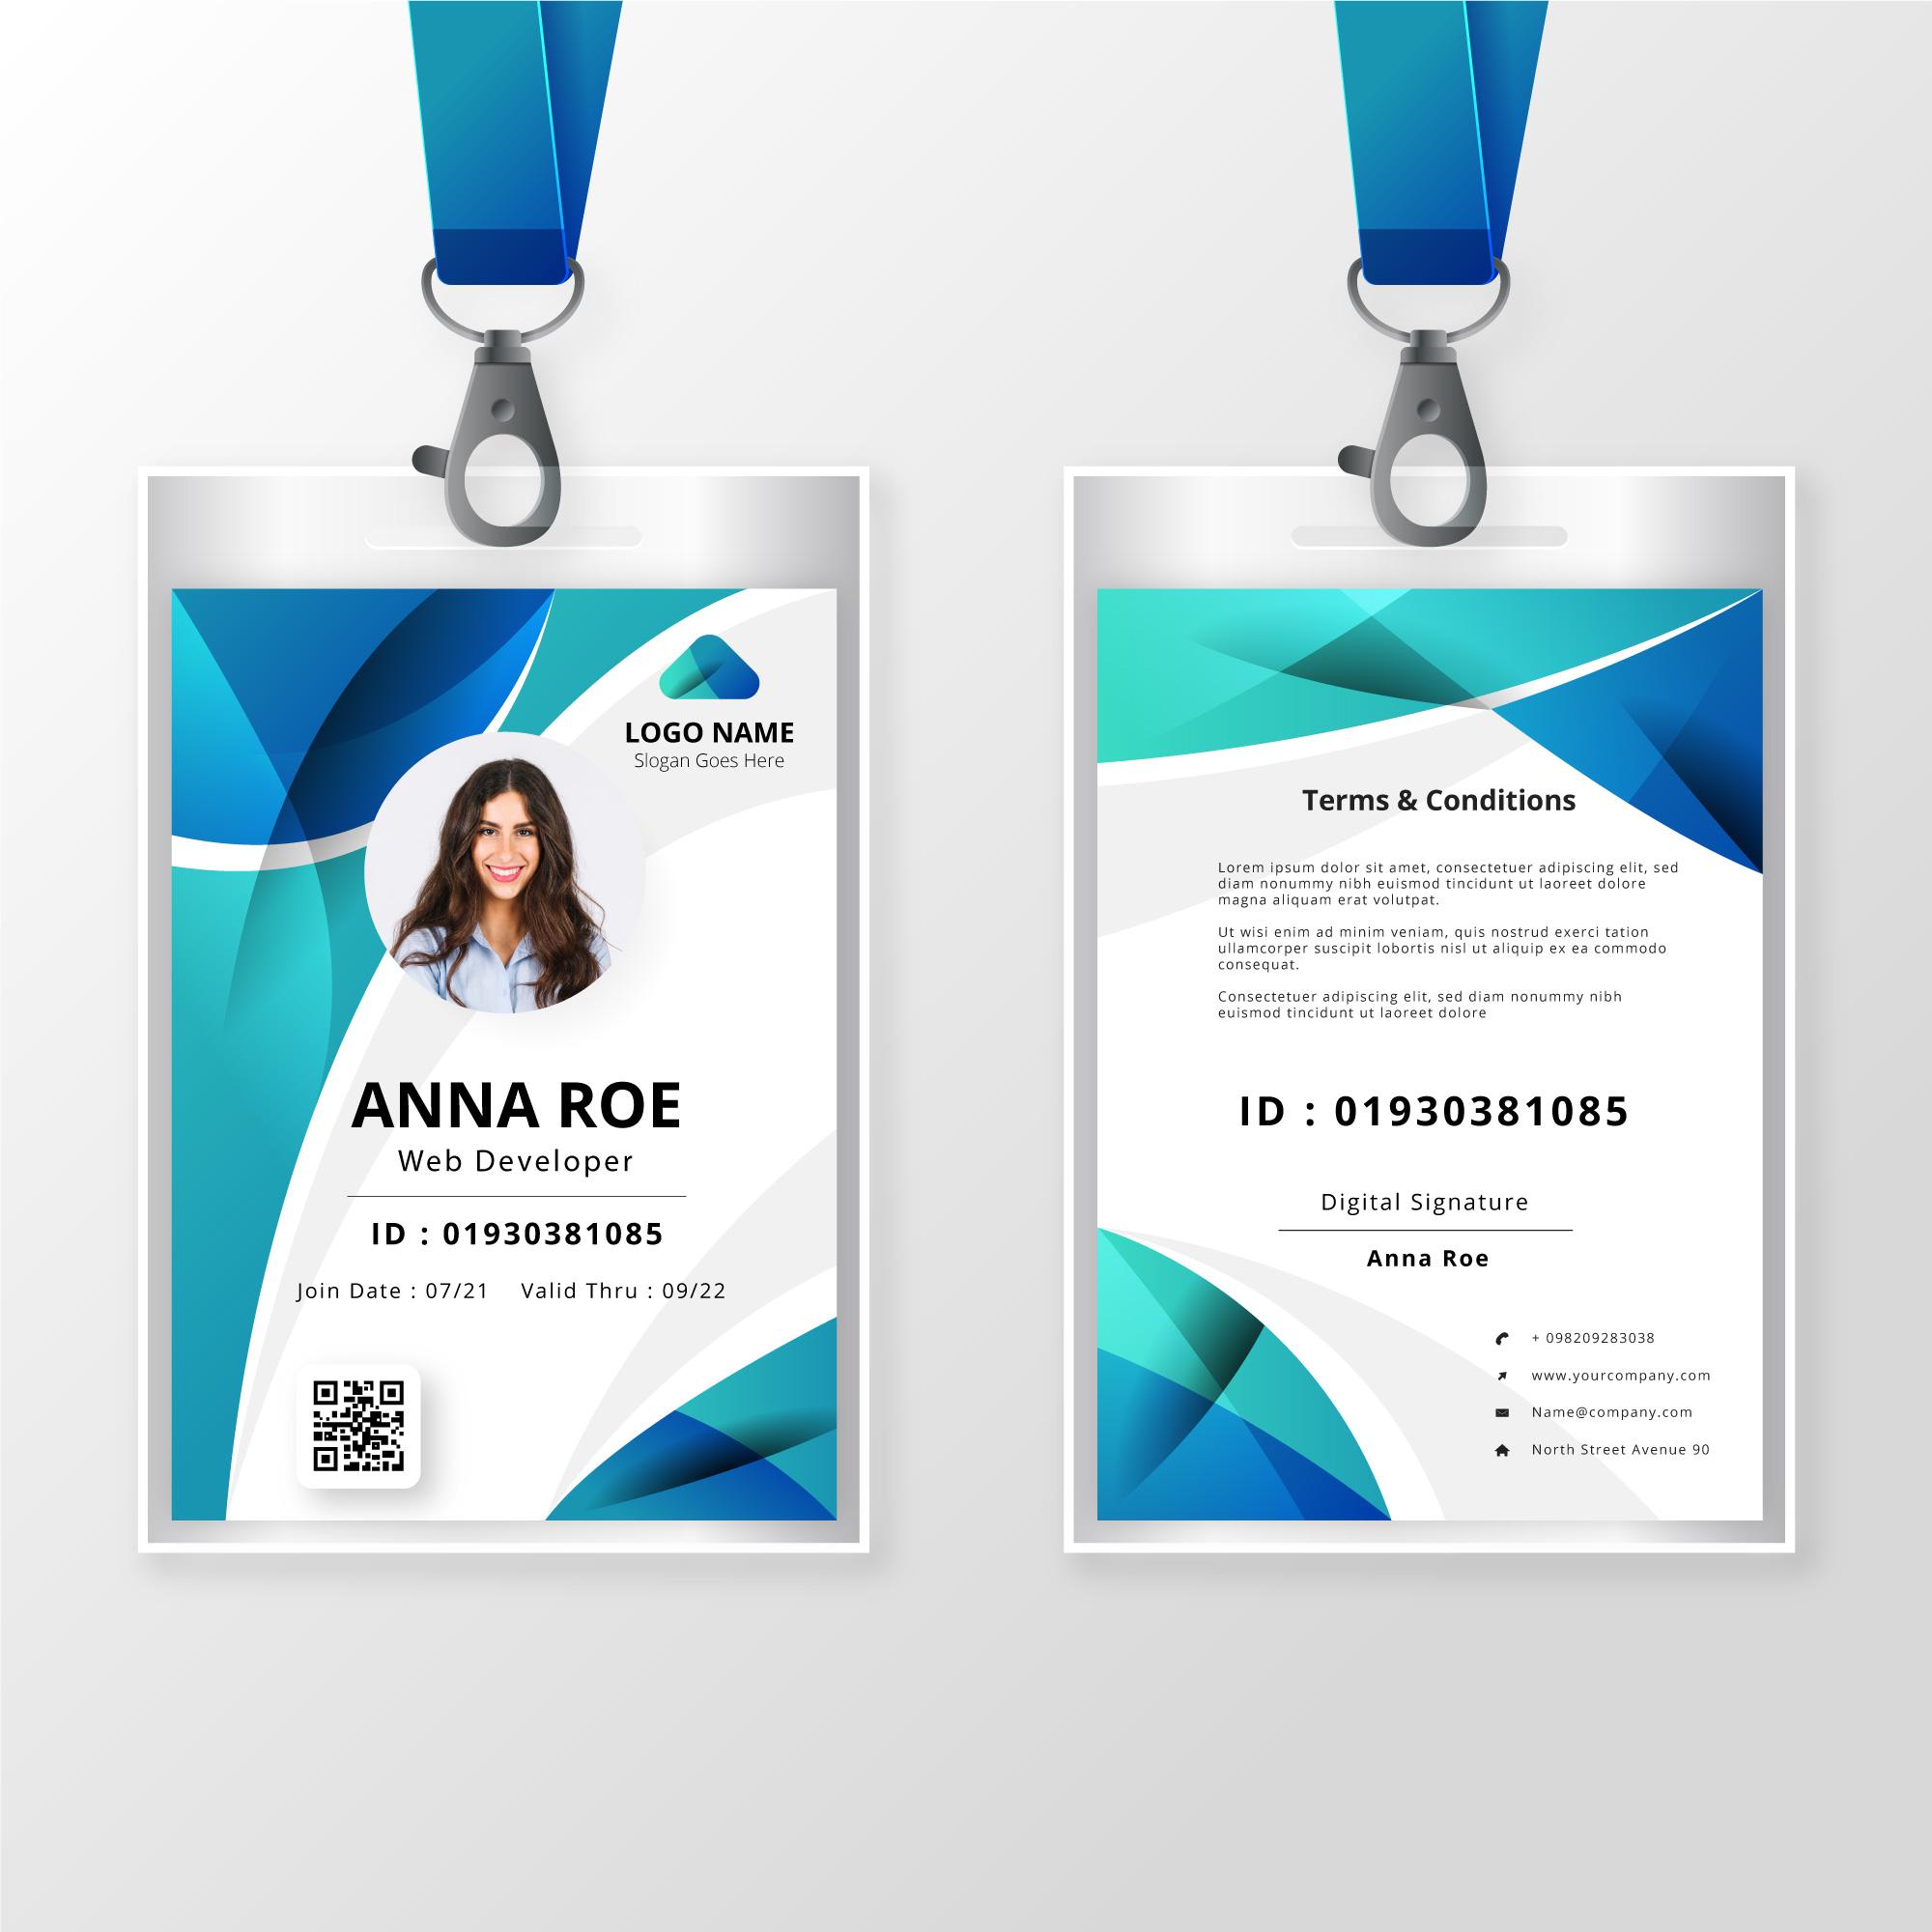 LOGO NAME
Slogan Goes Here
ANNA ROE
Web Developer
ID : 01930381085
Join Date : 07/21 Valid Thru : 09/22
Terms & Conditions
Lorem ipsum dolor sit amet, consectetuer adipiscing elit, sed
diam nonummy nibh euismod tincidunt ut laoreet dolore
magna aliquam erat volutpat.
Ut wisi enim ad minim veniam, quis nostrud exerci tation
ullamcorper suscipit lobortis nisl ut aliquip ex ea commodo
consequat.
Consectetuer adipiscing elit, sed diam nonummy nibh
euismod tincidunt ut laoreet dolore
ID : 01930381085
Digital Signature
Anna Roe
+ 098209283038
www.yourcompany.com
Name@company.com
North Street Avenue 90